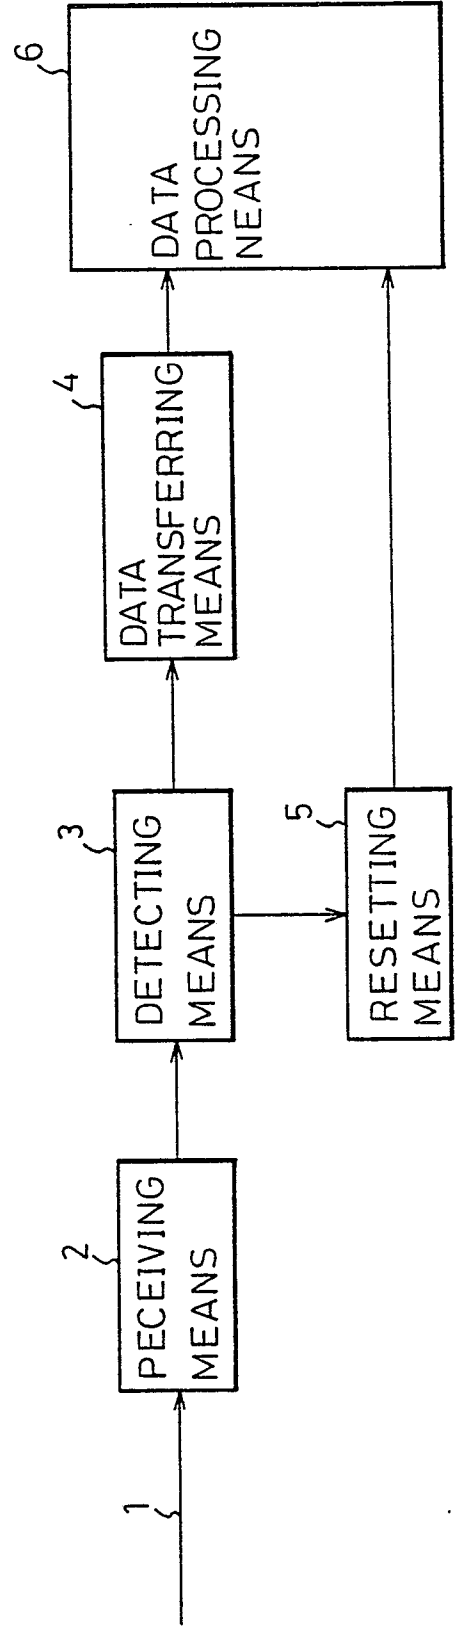 1
2
PECEIVING
MEANS
3
DETECTING
MEANS
4
DATA
TRANSFERRING
MEANS
5
RESETTING
MEANS
6
DATA
PROCESSING
NEANS